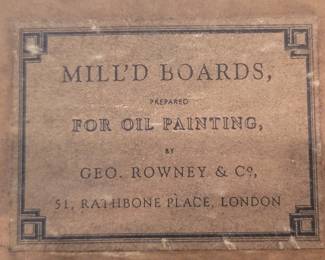 MILL'D BOARDS,
PREPARED
FOR OIL PAINTING,
BY
GEO. ROWNEY & Cº,
51, RATHBONE PLACE, LONDON